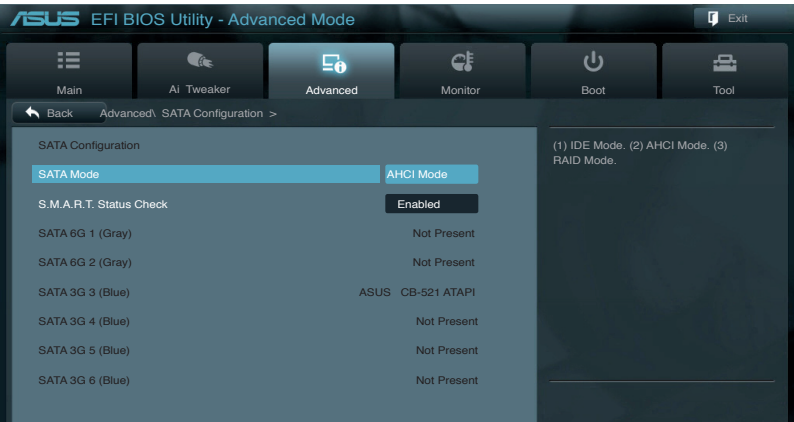 ASUS EFI BIOS Utility - Advanced Mode
Exit
Main
Ai Tweaker
Advanced
Monitor
Boot
Tool
Back Advanced\ SATA Configuration >
SATA Configuration
SATA Mode AHCI Mode
S.M.A.R.T. Status Check Enabled
SATA 6G 1 (Gray) Not Present
SATA 6G 2 (Gray) Not Present
SATA 3G 3 (Blue) ASUS CB-521 ATAPI
SATA 3G 4 (Blue) Not Present
SATA 3G 5 (Blue) Not Present
SATA 3G 6 (Blue) Not Present
(1) IDE Mode. (2) AHCI Mode. (3)
RAID Mode.